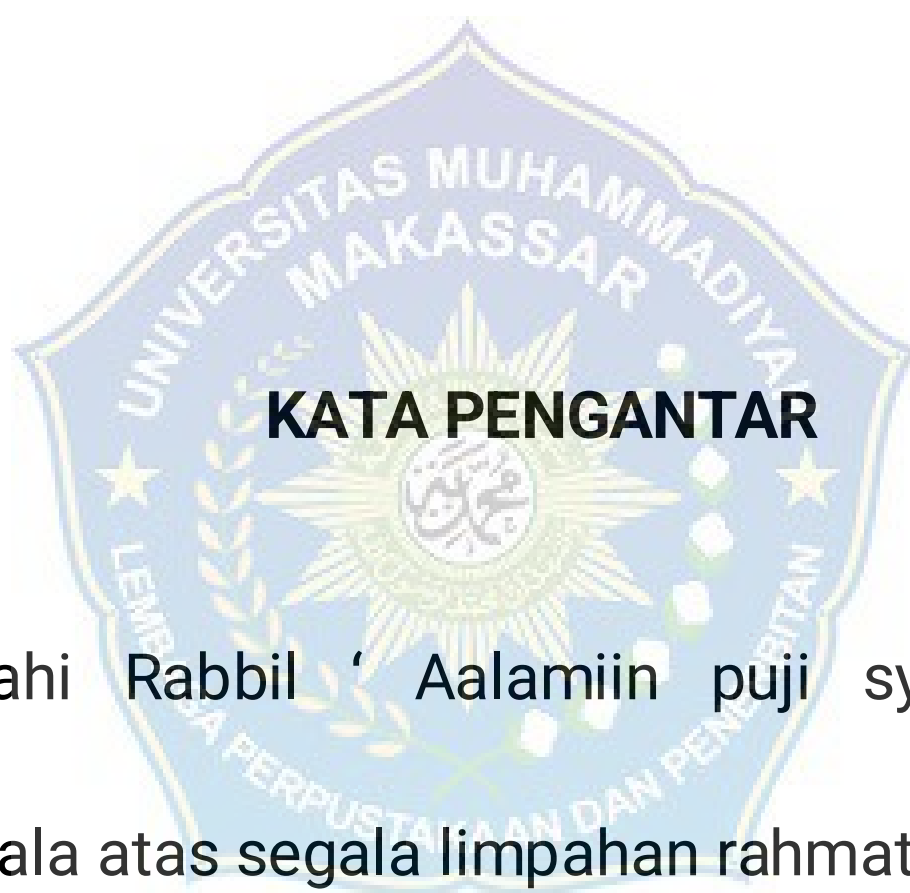 UNIVERSITAS MUHAMMADIYAH
MAKASSAR
KATA PENGANTAR
ahi Rabbil ‘ Aalamiin puji sy
ala atas segala limpahan rahmat
LEMBAGA PERPUSTAKAAN DAN PENERBITAN